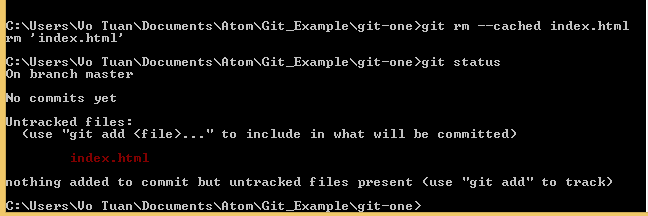 C:\Users\Vo Tuan\Documents\Atom\Git_Example\git-one>git rm --cached index.html
rm 'index.html'
C:\Users\Vo Tuan\Documents\Atom\Git_Example\git-one>git status
On branch master
No commits yet
Untracked files:
(use "git add <file>..." to include in what will be committed)
index.html
nothing added to commit but untracked files present (use "git add" to track)
C:\Users\Vo Tuan\Documents\Atom\Git_Example\git-one>